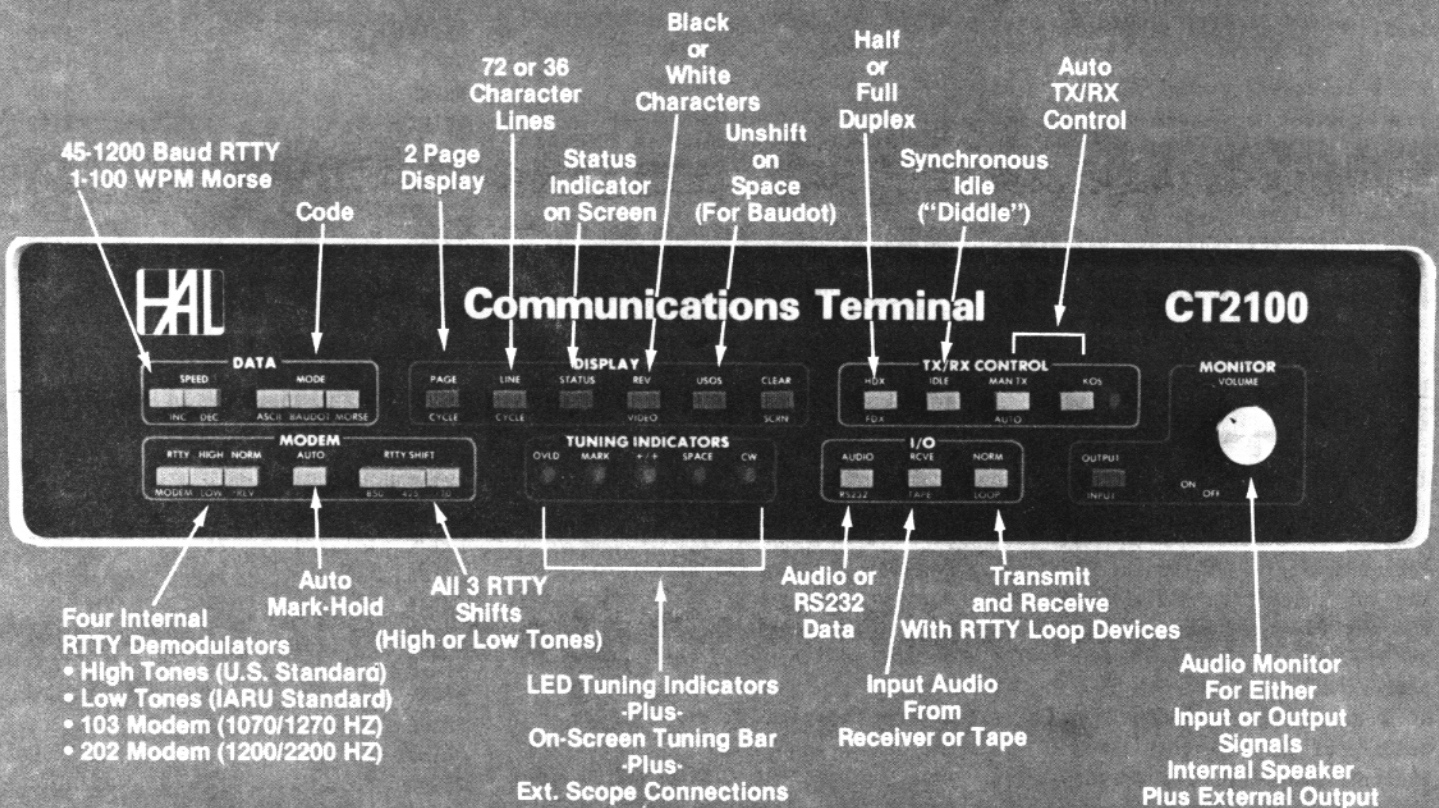 Black
or
White
Characters
Half
or
Full
Duplex
Auto
TX/RX
Control
72 or 36
Character
Lines
Unshift
on
Space
(For Baudot)
45-1200 Baud RTTY
1-100 WPM Morse
2 Page
Display
Status
Indicator
on Screen
Synchronous
Idle
("Diddle")
Code
HAL
Communications Terminal
CT2100
DATA
SPEED
MODE
INC DEC
ASCII BAUDOT MORSE
DISPLAY
PAGE LINE STATUS REV USOS CLEAR
CYCLE CYCLE VIDEO SCRN
TX/RX CONTROL
HDX IDLE MAN TX KOS
FDX AUTO
MONITOR
VOLUME
OUTPUT
INPUT
ON
OFF
MODEM
RTTY HIGH NORM AUTO RTTY SHIFT
MODEM LOW REV 850 425 170
TUNING INDICATORS
OVLD MARK +/+ SPACE CW
I/O
AUDIO RCVE NORM
RS232 TAPE LOOP
Four Internal
RTTY Demodulators
• High Tones (U.S. Standard)
• Low Tones (IARU Standard)
• 103 Modem (1070/1270 HZ)
• 202 Modem (1200/2200 HZ)
Auto
Mark-Hold
All 3 RTTY
Shifts
(High or Low Tones)
LED Tuning Indicators
-Plus-
On-Screen Tuning Bar
-Plus-
Ext. Scope Connections
Audio or
RS232
Data
Input Audio
From
Receiver or Tape
Transmit
and Receive
With RTTY Loop Devices
Audio Monitor
For Either
Input or Output
Signals
Internal Speaker
Plus External Output